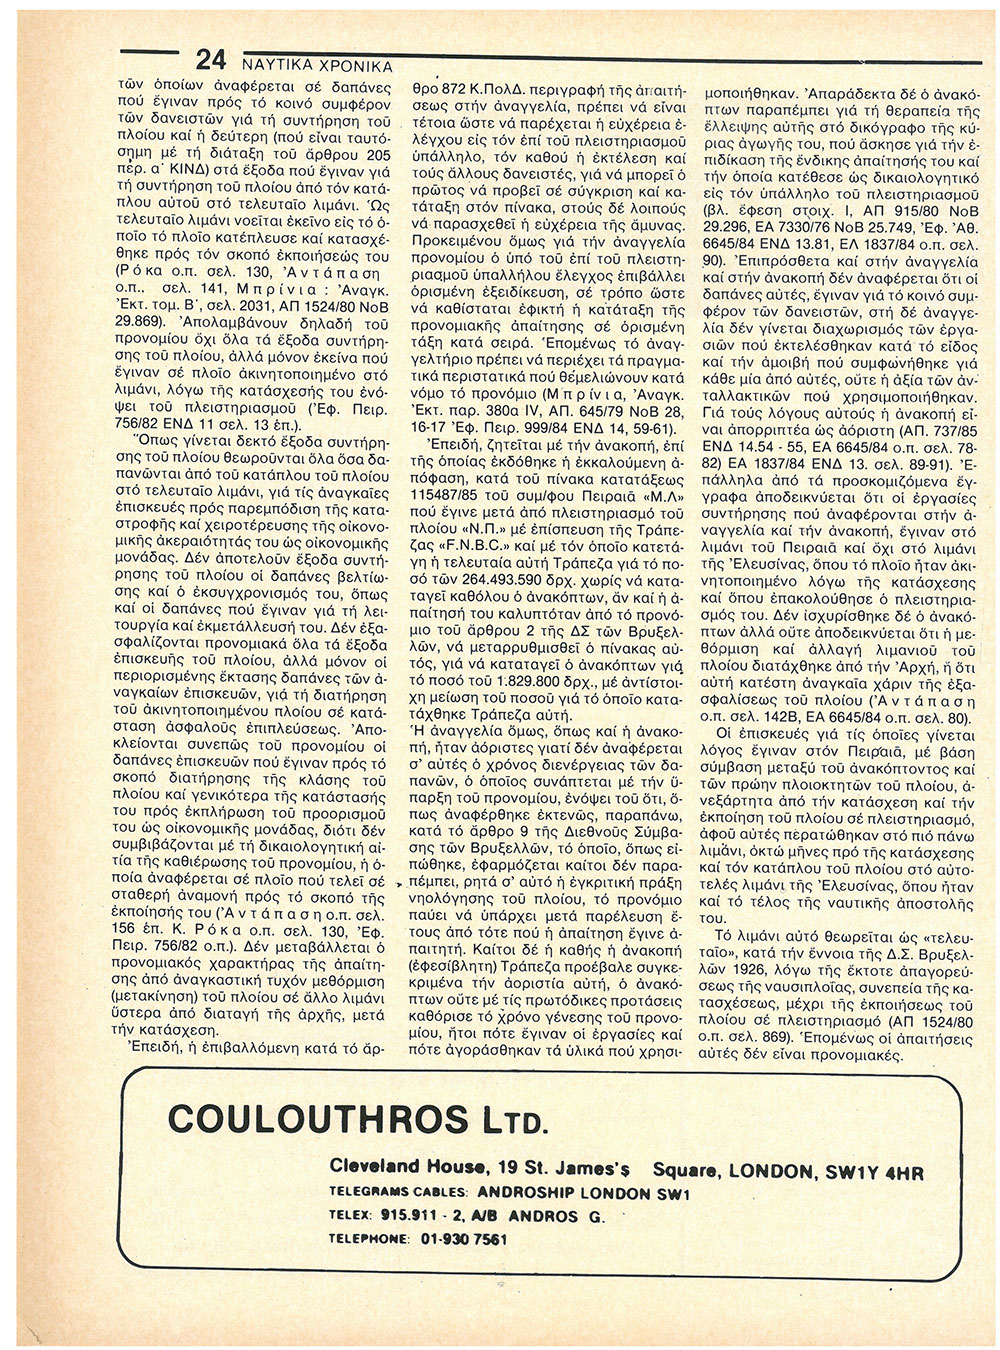 24 ΝΑΥΤΙΚΑ ΧΡΟΝΙΚΑ
τῶν ὁποίων ἀναφέρεται σέ δαπάνες
πού ἔγιναν πρός τό κοινό συμφέρον
τῶν δανειστῶν γιά τή συντήρηση τοῦ
πλοίου καί ἡ δεύτερη (πού εἶναι ταυτό-
σημη μέ τή διάταξη τοῦ ἄρθρου 205
περ. α΄ ΚΙΝΔ) στά ἔξοδα πού ἔγιναν γιά
τή συντήρηση τοῦ πλοίου ἀπό τόν κατά-
πλου αὐτοῦ στό τελευταῖο λιμάνι. Ὡς
τελευταῖο λιμάνι νοεῖται ἐκεῖνο εἰς τό ὁ-
ποῖο τό πλοῖο κατέπλευσε καί κατασχέ-
θηκε πρός τόν σκοπό ἐκποιήσεώς του
(Ρόκα ο.π. σελ. 130, Ἀντάπαση
ο.π.. σελ. 141, Μπρίνια: Ἀναγκ.
Ἐκτ. τομ. Β΄, σελ. 2031, ΑΠ 1524/80 ΝοΒ
29.869). Ἀπολαμβάνουν δηλαδή τοῦ
προνομίου ὄχι ὅλα τά ἔξοδα συντήρη-
σης τοῦ πλοίου, ἀλλά μόνον ἐκεῖνα πού
ἔγιναν σέ πλοῖο ἀκινητοποιημένο στό
λιμάνι, λόγω τῆς κατάσχεσής του ἐνό-
ψει τοῦ πλειστηριασμοῦ (Ἐφ. Πειρ.
756/82 ΕΝΔ 11 σελ. 13 ἑπ.).
Ὅπως γίνεται δεκτό ἔξοδα συντήρη-
σης τοῦ πλοίου θεωροῦνται ὅλα ὅσα δα-
πανῶνται ἀπό τοῦ κατάπλου τοῦ πλοίου
στό τελευταῖο λιμάνι, γιά τίς ἀναγκαῖες
ἐπισκευές πρός παρεμπόδιση τῆς κατα-
στροφῆς καί χειροτέρευσης τῆς οἰκονο-
μικῆς ἀκεραιότητάς του ὡς οἰκονομικῆς
μονάδας. Δέν ἀποτελοῦν ἔξοδα συντή-
ρησης τοῦ πλοίου οἱ δαπάνες βελτίω-
σης καί ὁ ἐκσυγχρονισμός του, ὅπως
καί οἱ δαπάνες πού ἔγιναν γιά τή λει-
τουργία καί ἐκμετάλλευσή του. Δέν ἐξα-
σφαλίζονται προνομιακά ὅλα τά ἔξοδα
ἐπισκευῆς τοῦ πλοίου, ἀλλά μόνον οἱ
περιορισμένης ἔκτασης δαπάνες τῶν ἀ-
ναγκαίων ἐπισκευῶν, γιά τή διατήρηση
τοῦ ἀκινητοποιημένου πλοίου σέ κατά-
σταση ἀσφαλοῦς ἐπιπλεύσεως. Ἀπο-
κλείονται συνεπῶς τοῦ προνομίου οἱ
δαπάνες ἐπισκευῶν πού ἔγιναν πρός τό
σκοπό διατήρησης τῆς κλάσης τοῦ
πλοίου καί γενικότερα τῆς κατάστασής
του πρός ἐκπλήρωση τοῦ προορισμοῦ
του ὡς οἰκονομικῆς μονάδας, διότι δέν
συμβιβάζονται μέ τή δικαιολογητική αἰ-
τία τῆς καθιέρωσης τοῦ προνομίου, ἡ ὁ-
ποία ἀναφέρεται σέ πλοῖο πού τελεῖ σέ
σταθερή ἀναμονή πρός τό σκοπό τῆς
ἐκποίησής του (Ἀντάπαση ο.π. σελ.
156 ἐπ. Κ. Ρόκα ο.π. σελ. 130, Ἐφ.
Πειρ. 756/82 ο.π.). Δέν μεταβάλλεται ὁ
προνομιακός χαρακτήρας τῆς ἀπαίτη-
σης ἀπό ἀναγκαστική τυχόν μεθόρμιση
(μετακίνηση) τοῦ πλοίου σέ ἄλλο λιμάνι
ὕστερα ἀπό διαταγή τῆς ἀρχῆς, μετά
τήν κατάσχεση.
Ἐπειδή, ἡ ἐπιβαλλόμενη κατά τό ἄρ-
θρο 872 Κ.ΠολΔ. περιγραφή τῆς ἀπαιτή-
σεως στήν ἀναγγελία, πρέπει νά εἶναι
τέτοια ὥστε νά παρέχεται ἡ εὐχέρεια ἐ-
λέγχου εἰς τόν ἐπί τοῦ πλειστηριασμοῦ
ὑπάλληλο, τόν καθοῦ ἡ ἐκτέλεση καί
τούς ἄλλους δανειστές, γιά νά μπορεῖ ὁ
πρῶτος νά προβεῖ σέ σύγκριση καί κα-
τάταξη στόν πίνακα, στούς δέ λοιπούς
νά παρασχεθεῖ ἡ εὐχέρεια τῆς ἄμυνας.
Προκειμένου ὅμως γιά τήν ἀναγγελία
προνομίου ὁ ὑπό τοῦ ἐπί τοῦ πλειστη-
ριασμοῦ ὑπαλλήλου ἔλεγχος ἐπιβάλλει
ὁρισμένη ἐξειδίκευση, σέ τρόπο ὥστε
νά καθίσταται ἐφικτή ἡ κατάταξη τῆς
προνομιακῆς ἀπαίτησης σέ ὁρισμένη
τάξη κατά σειρά. Ἑπομένως τό ἀναγ-
γελτήριο πρέπει νά περιέχει τά πραγμα-
τικά περιστατικά πού θεμελιώνουν κατά
νόμο τό προνόμιο (Μπρίνια, Ἀναγκ.
Ἐκτ. παρ. 380α IV, ΑΠ. 645/79 ΝοΒ 28,
16-17 Ἐφ. Πειρ. 999/84 ΕΝΔ 14, 59-61).
Ἐπειδή, ζητεῖται μέ τήν ἀνακοπή, ἐπί
τῆς ὁποίας ἐκδόθηκε ἡ ἐκκαλούμενη ἀ-
πόφαση, κατά τοῦ πίνακα κατατάξεως
115487/85 τοῦ συμ/φου Πειραιᾶ «Μ.Λ»
πού ἔγινε μετά ἀπό πλειστηριασμό τοῦ
πλοίου «Ν.Π.» μέ ἐπίσπευση τῆς Τράπε-
ζας «F.N.B.C.» καί μέ τόν ὁποῖο κατετά-
γη ἡ τελευταία αὐτή Τράπεζα γιά τό πο-
σό τῶν 264.493.590 δρχ. χωρίς νά κατα-
ταγεῖ καθόλου ὁ ἀνακόπτων, ἄν καί ἡ ἀ-
παίτησή του καλυπτόταν ἀπό τό προνό-
μιο τοῦ ἄρθρου 2 τῆς ΔΣ τῶν Βρυξελ-
λῶν, νά μεταρρυθμισθεῖ ὁ πίνακας αὐ-
τός, γιά νά καταταγεῖ ὁ ἀνακόπτων γιά
τό ποσό τοῦ 1.829.800 δρχ., μέ ἀντίστοι-
χη μείωση τοῦ ποσοῦ γιά τό ὁποῖο κατα-
τάχθηκε Τράπεζα αὐτή.
Ἡ ἀναγγελία ὅμως, ὅπως καί ἡ ἀνακο-
πή, ἦταν ἀόριστες γιατί δέν ἀναφέρεται
σ' αὐτές ὁ χρόνος διενέργειας τῶν δα-
πανῶν, ὁ ὁποῖος συνάπτεται μέ τήν ὕ-
παρξη τοῦ προνομίου, ἐνόψει τοῦ ὅτι, ὅ-
πως ἀναφέρθηκε ἐκτενῶς, παραπάνω,
κατά τό ἄρθρο 9 τῆς Διεθνοῦς Σύμβα-
σης τῶν Βρυξελλῶν, τό ὁποῖο, ὅπως εἰ-
πώθηκε, ἐφαρμόζεται καίτοι δέν παρα-
πέμπει, ρητά σ' αὐτό ἡ ἐγκριτική πράξη
νηολόγησης τοῦ πλοίου, τό προνόμιο
παύει νά ὑπάρχει μετά παρέλευση ἔ-
τους ἀπό τότε πού ἡ ἀπαίτηση ἔγινε ἀ-
παιτητή. Καίτοι δέ ἡ καθῆς ἡ ἀνακοπή
(ἐφεσίβλητη) Τράπεζα προέβαλε συγκε-
κριμένα τήν ἀοριστία αὐτή, ὁ ἀνακό-
πτων οὔτε μέ τίς πρωτόδικες προτάσεις
καθόρισε τό χρόνο γένεσης τοῦ προνο-
μίου, ἤτοι πότε ἔγιναν οἱ ἐργασίες καί
πότε ἀγοράσθηκαν τά ὑλικά πού χρησι-
μοποιήθηκαν. Ἀπαράδεκτα δέ ὁ ἀνακό-
πτων παραπέμπει γιά τή θεραπεία τῆς
ἔλλειψης αὐτῆς στό δικόγραφο τῆς κύ-
ριας ἀγωγῆς του, πού ἄσκησε γιά τήν ἐ-
πιδίκαση τῆς ἔνδικης ἀπαίτησής του καί
τήν ὁποία κατέθεσε ὡς δικαιολογητικό
εἰς τόν ὑπάλληλο τοῦ πλειστηριασμοῦ
(βλ. ἔφεση στοιχ. Ι, ΑΠ 915/80 ΝοΒ
29.296, ΕΑ 7330/76 ΝοΒ 25.749, Ἐφ. Ἀθ.
6645/84 ΕΝΔ 13.81, ΕΛ 1837/84 ο.π. σελ.
90). Ἐπιπρόσθετα καί στήν ἀναγγελία
καί στήν ἀνακοπή δέν ἀναφέρεται ὅτι οἱ
δαπάνες αὐτές, ἔγιναν γιά τό κοινό συμ-
φέρον τῶν δανειστῶν, στή δέ ἀναγγε-
λία δέν γίνεται διαχωρισμός τῶν ἐργα-
σιῶν πού ἐκτελέσθηκαν κατά τό εἶδος
καί τήν ἀμοιβή πού συμφωνήθηκε γιά
κάθε μία ἀπό αὐτές, οὔτε ἡ ἀξία τῶν ἀν-
ταλλακτικῶν πού χρησιμοποιήθηκαν.
Γιά τούς λόγους αὐτούς ἡ ἀνακοπή εἶ-
ναι ἀπορριπτέα ὡς ἀόριστη (ΑΠ. 737/85
ΕΝΔ 14.54 - 55, ΕΑ 6645/84 ο.π. σελ. 78-
82) ΕΑ 1837/84 ΕΝΔ 13. σελ. 89-91). Ἐ-
πάλληλα ἀπό τά προσκομιζόμενα ἔγ-
γραφα ἀποδεικνύεται ὅτι οἱ ἐργασίες
συντήρησης πού ἀναφέρονται στήν ἀ-
ναγγελία καί τήν ἀνακοπή, ἔγιναν στό
λιμάνι τοῦ Πειραιᾶ καί ὄχι στό λιμάνι
τῆς Ἐλευσίνας, ὅπου τό πλοῖο ἦταν ἀκι-
νητοποιημένο λόγω τῆς κατάσχεσης
καί ὅπου ἐπακολούθησε ὁ πλειστηρια-
σμός του. Δέν ἰσχυρίσθηκε δέ ὁ ἀνακό-
πτων ἀλλά οὔτε ἀποδεικνύεται ὅτι ἡ με-
θόρμιση καί ἀλλαγή λιμανιοῦ τοῦ
πλοίου διατάχθηκε ἀπό τήν Ἀρχή, ἤ ὅτι
αὐτή κατέστη ἀναγκαία χάριν τῆς ἐξα-
σφαλίσεως τοῦ πλοίου (Ἀντάπαση
ο.π. σελ. 142Β, ΕΑ 6645/84 ο.π. σελ. 80).
Οἱ ἐπισκευές γιά τίς ὁποῖες γίνεται
λόγος ἔγιναν στόν Πειραιᾶ, μέ βάση
σύμβαση μεταξύ τοῦ ἀνακόπτοντος καί
τῶν πρώην πλοιοκτητῶν τοῦ πλοίου, ἀ-
νεξάρτητα ἀπό τήν κατάσχεση καί τήν
ἐκποίηση τοῦ πλοίου σέ πλειστηριασμό,
ἀφοῦ αὐτές περατώθηκαν στό πιό πάνω
λιμάνι, ὀκτώ μῆνες πρό τῆς κατάσχεσης
καί τόν κατάπλου τοῦ πλοίου στό αὐτο-
τελές λιμάνι τῆς Ἐλευσίνας, ὅπου ἦταν
καί τό τέλος τῆς ναυτικῆς ἀποστολῆς
του.
Τό λιμάνι αὐτό θεωρεῖται ὡς «τελευ-
ταῖο», κατά τήν ἔννοια τῆς Δ.Σ. Βρυξελ-
λῶν 1926, λόγω τῆς ἔκτοτε ἀπαγορεύ-
σεως τῆς ναυσιπλοΐας, συνεπεία τῆς κα-
τασχέσεως, μέχρι τῆς ἐκποιήσεως τοῦ
πλοίου σέ πλειστηριασμό (ΑΠ 1524/80
ο.π. σελ. 869). Ἑπομένως οἱ ἀπαιτήσεις
αὐτές δέν εἶναι προνομιακές.
COULOUTHROS LTD.
Cleveland House, 19 St. James's Square, LONDON, SW1Y 4HR
TELEGRAMS CABLES: ANDROSHIP LONDON SW1
TELEX: 915.911 - 2, A/B ANDROS G.
TELEPHONE: 01-930 7561